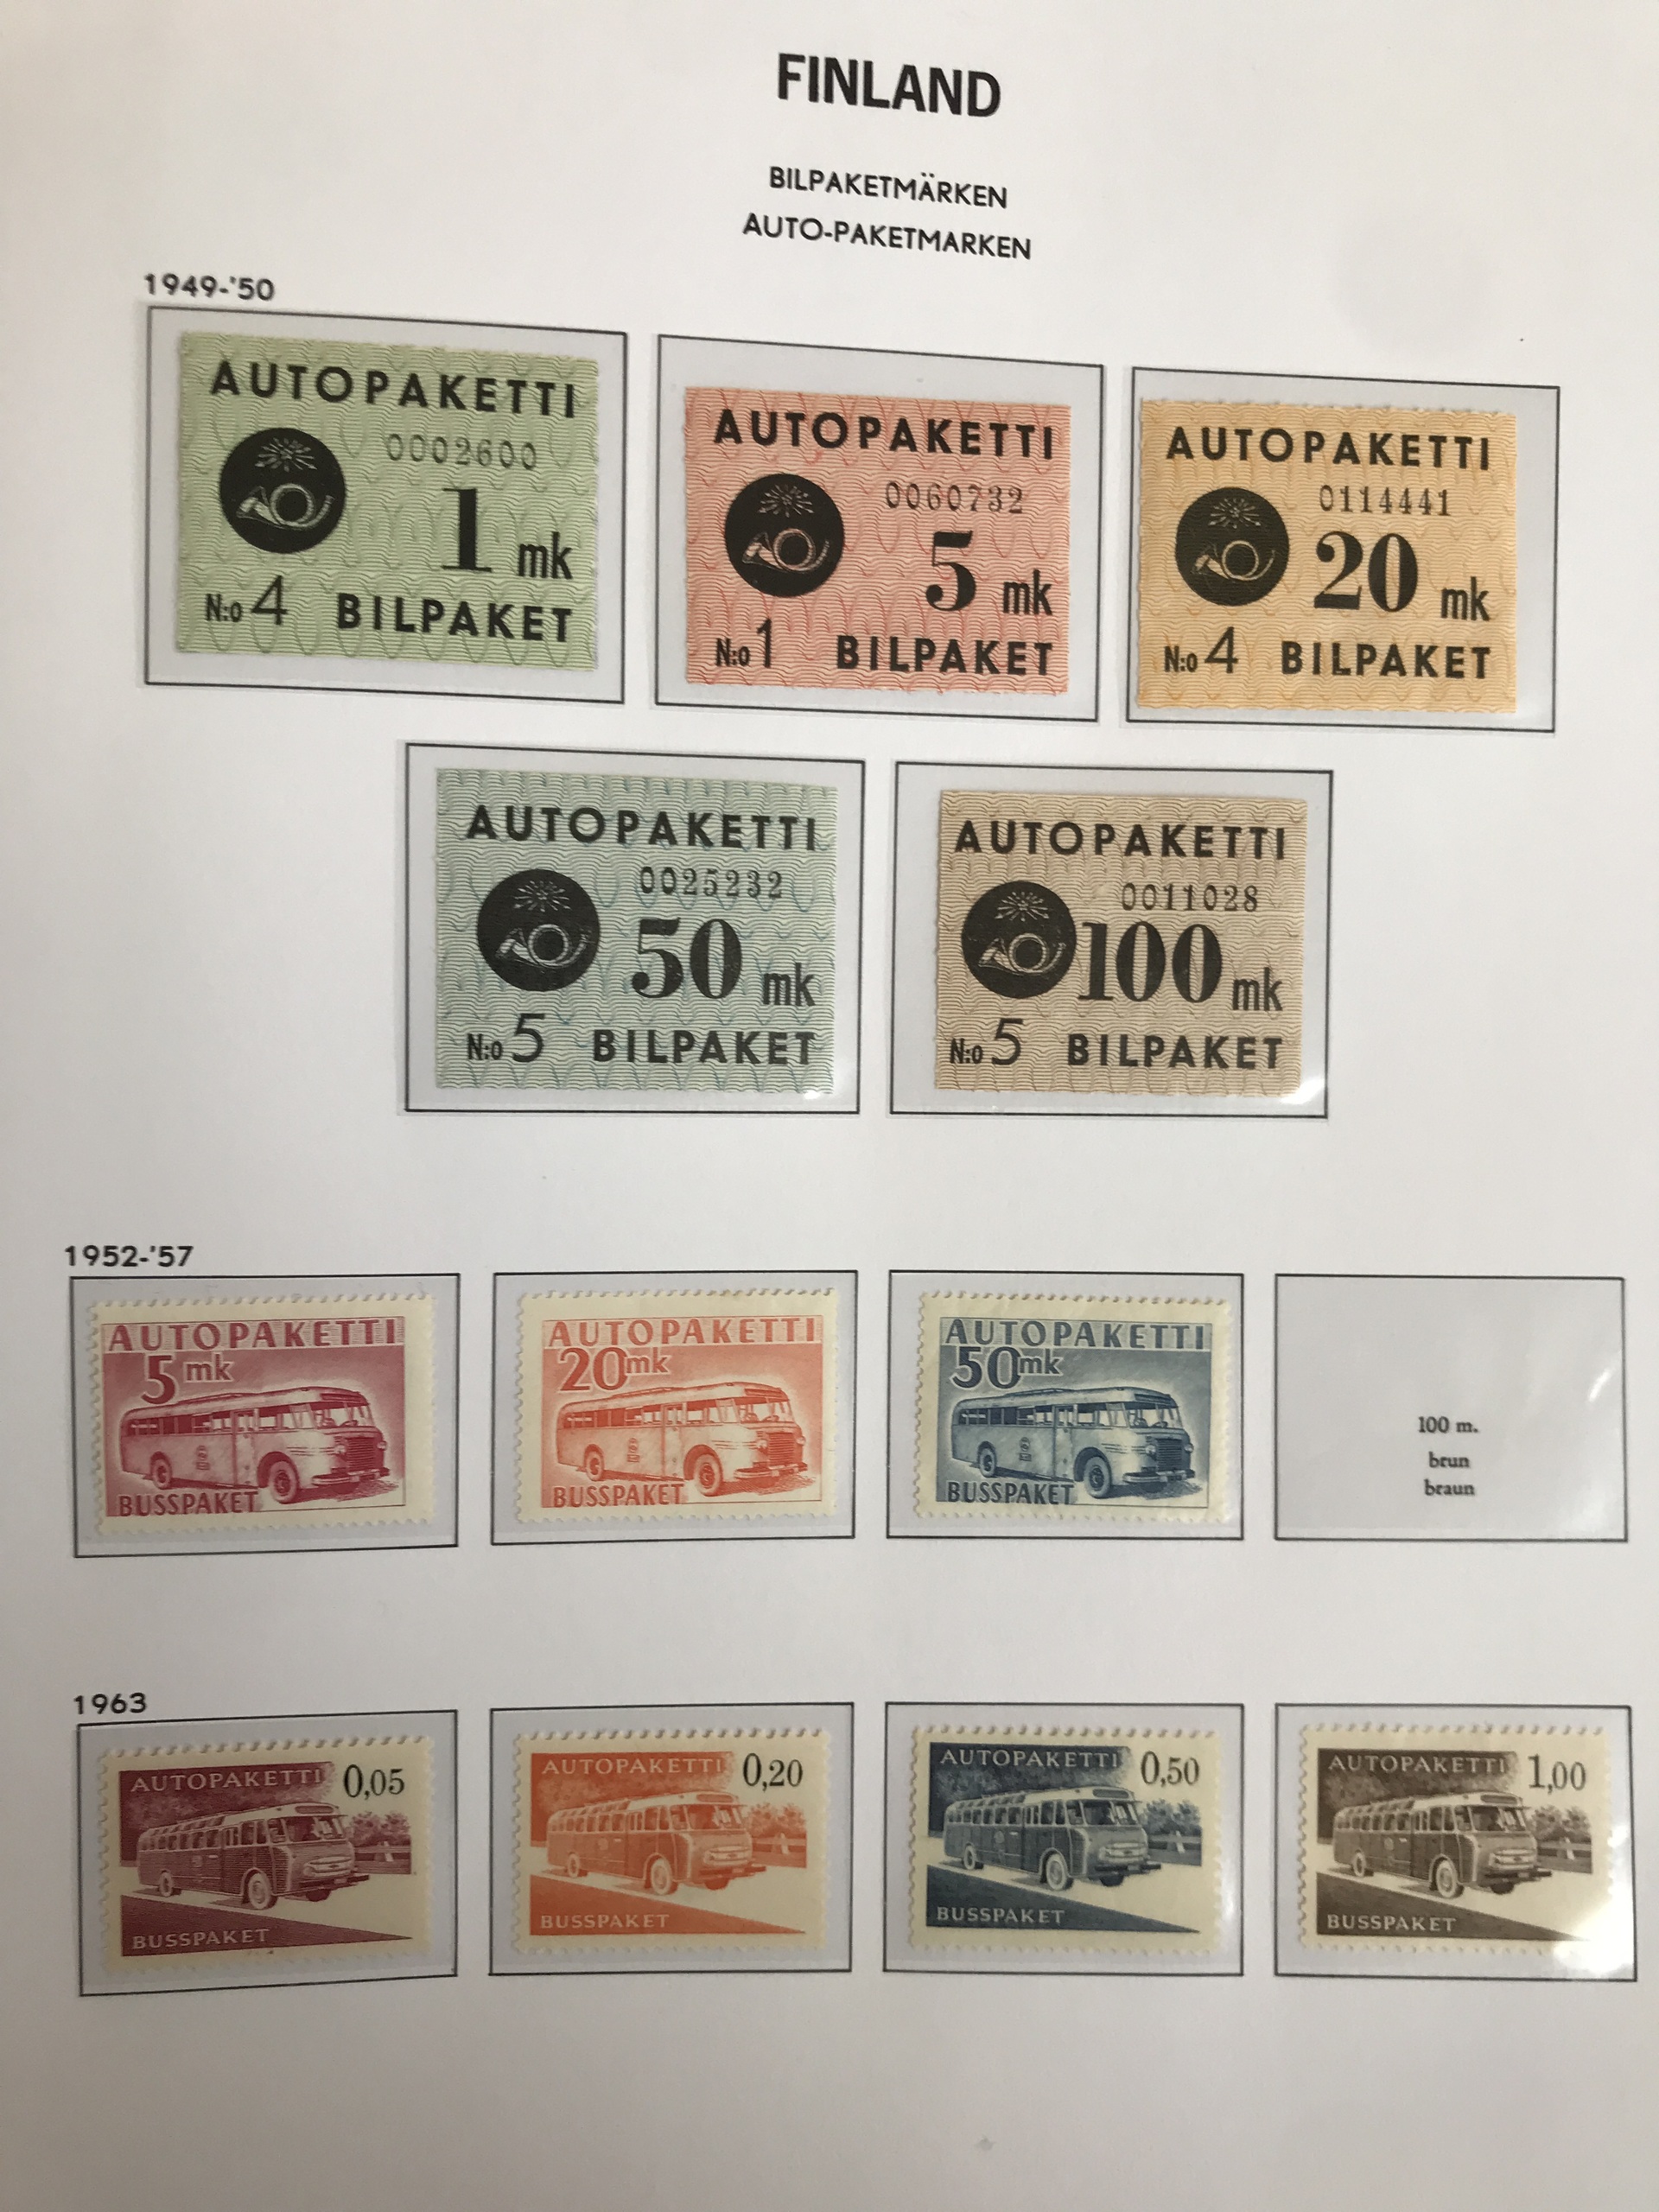 FINLAND
BILPAKETMÄRKEN
AUTO-PAKETMARKEN
1949-'50
AUTOPAKETTI
0002600
1 mk
N:o 4 BILPAKET
AUTOPAKETTI
0060732
5 mk
N:o 1 BILPAKET
AUTOPAKETTI
0114441
20 mk
N:o 4 BILPAKET
AUTOPAKETTI
0025232
50 mk
N:o 5 BILPAKET
AUTOPAKETTI
0011028
100 mk
N:o 5 BILPAKET
1952-'57
AUTOPAKETTI
5 mk
BUSSPAKET
AUTOPAKETTI
20 mk
BUSSPAKET
AUTOPAKETTI
50 mk
BUSSPAKET
100 m.
brun
braun
1963
AUTOPAKETTI 0,05
BUSSPAKET
AUTOPAKETTI 0,20
BUSSPAKET
AUTOPAKETTI 0,50
BUSSPAKET
AUTOPAKETTI 1,00
BUSSPAKET